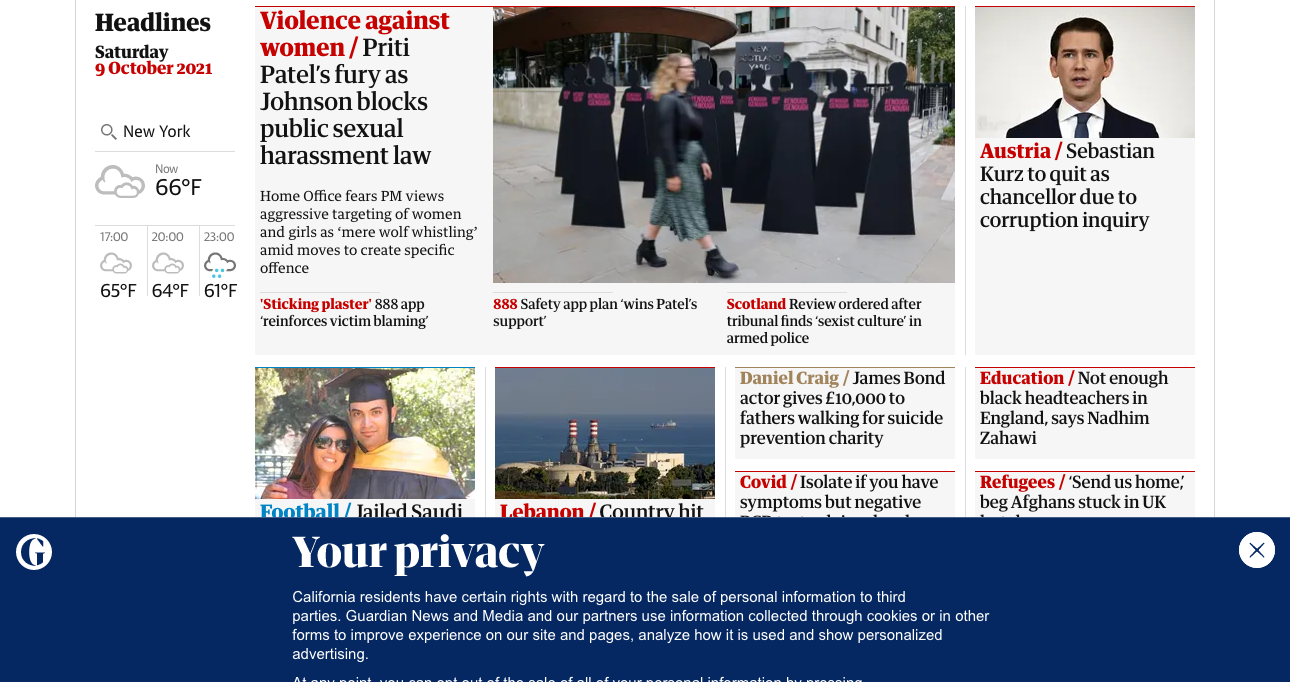 Headlines
Saturday
9 October 2021
New York
Now
66°F
17:00
20:00
23:00
65°F
64°F
61°F
Violence against
women / Priti
Patel's fury as
Johnson blocks
public sexual
harassment law
Home Office fears PM views
aggressive targeting of women
and girls as ‘mere wolf whistling’
amid moves to create specific
offence
NEW
SCOTLAND
YARD
'Sticking plaster' 888 app
‘reinforces victim blaming’
888 Safety app plan ‘wins Patel’s
support’
Scotland Review ordered after
tribunal finds ‘sexist culture’ in
armed police
Austria / Sebastian
Kurz to quit as
chancellor due to
corruption inquiry
Football / Jailed Saudi
Lebanon / Country hit
Daniel Craig / James Bond
actor gives £10,000 to
fathers walking for suicide
prevention charity
Covid / Isolate if you have
symptoms but negative
Education / Not enough
black headteachers in
England, says Nadhim
Zahawi
Refugees / ‘Send us home,’
beg Afghans stuck in UK
G
Your privacy
California residents have certain rights with regard to the sale of personal information to third
parties. Guardian News and Media and our partners use information collected through cookies or in other
forms to improve experience on our site and pages, analyze how it is used and show personalized
advertising.
At any point, you can opt out of the sale of all of your personal information by pressing